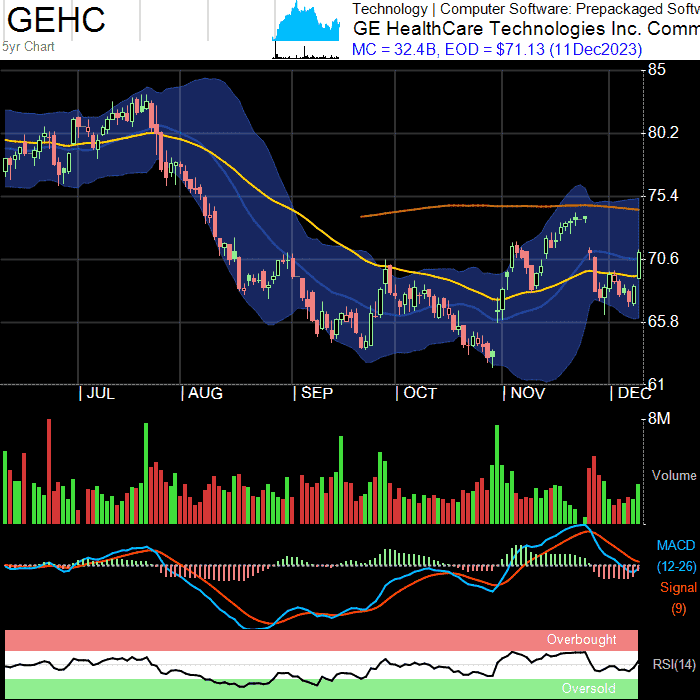 GEHC
5yr Chart
Technology | Computer Software: Prepackaged Softw
GE HealthCare Technologies Inc. Comm
MC = 32.4B, EOD = $71.13 (11Dec2023)
85
80.2
75.4
70.6
65.8
61
| JUL | AUG | SEP | OCT | NOV | DEC
8M
Volume
MACD
(12-26)
Signal
(9)
Overbought
RSI(14)
Oversold